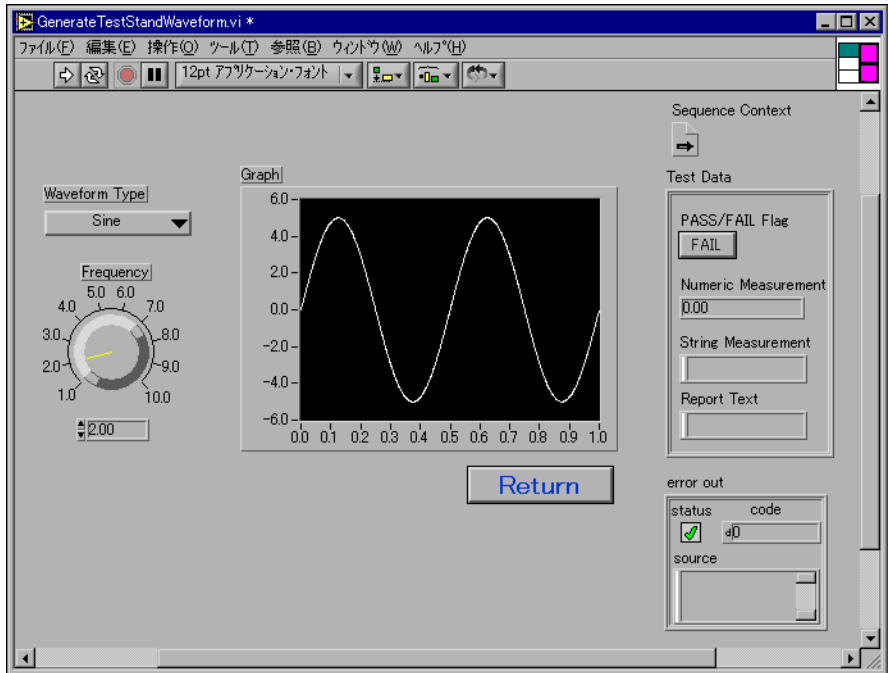 GenerateTestStandWaveform.vi *
ファイル(F) 編集(E) 操作(O) ツール(T) 参照(B) ウィンドウ(W) ヘルプ(H)
12pt アプリケーション・フォント
Sequence Context
Test Data
PASS/FAIL Flag
FAIL
Numeric Measurement
0.00
String Measurement
Report Text
Waveform Type
Sine
Frequency
1.0
2.0
3.0
4.0
5.0
6.0
7.0
8.0
9.0
10.0
2.00
Graph
6.0
4.0
2.0
0.0
-2.0
-4.0
-6.0
0.0 0.1 0.2 0.3 0.4 0.5 0.6 0.7 0.8 0.9 1.0
Return
error out
status code
d0
source